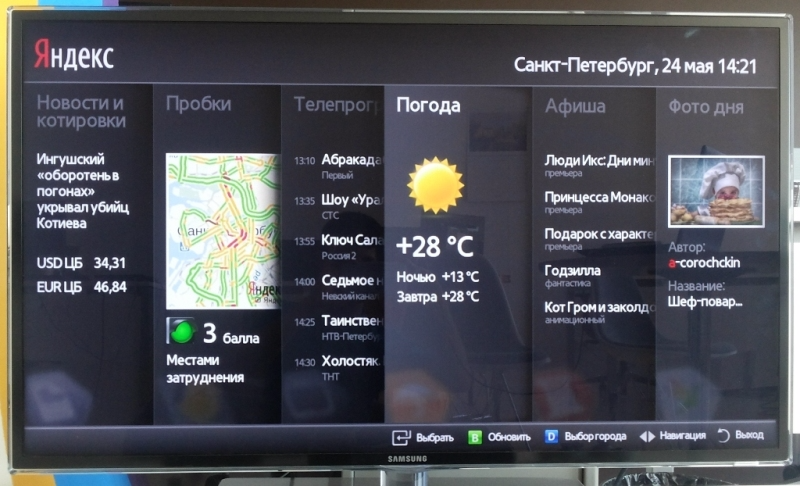 Яндекс
Санкт-Петербург, 24 мая 14:21
Новости и
котировки
Ингушский
«оборотень в
погонах»
укрывал убийц
Котиева
USD ЦБ 34,31
EUR ЦБ 46,84
Пробки
Яндекс
3 балла
Местами
затруднения
Телепрог
13:10 Абракада
Первый
13:35 Шоу «Ура
СТС
13:55 Ключ Сала
Россия 2
14:00 Седьмое н
Невский канал
14:25 Таинствен
НТВ-Петербу
14:30 Холостяк.
ТНТ
Погода
+28 °C
Ночью +13 °C
Завтра +28 °C
Афиша
Люди Икс: Дни мин
премьера
Принцесса Монако
премьера
Подарок с характе
премьера
Годзилла
фантастика
Кот Гром и заколдо
анимационный
Фото дня
Автор:
a-corochckin
Название:
Шеф-повар...
Выбрать
B Обновить
D Выбор города
Навигация
Выход
SAMSUNG